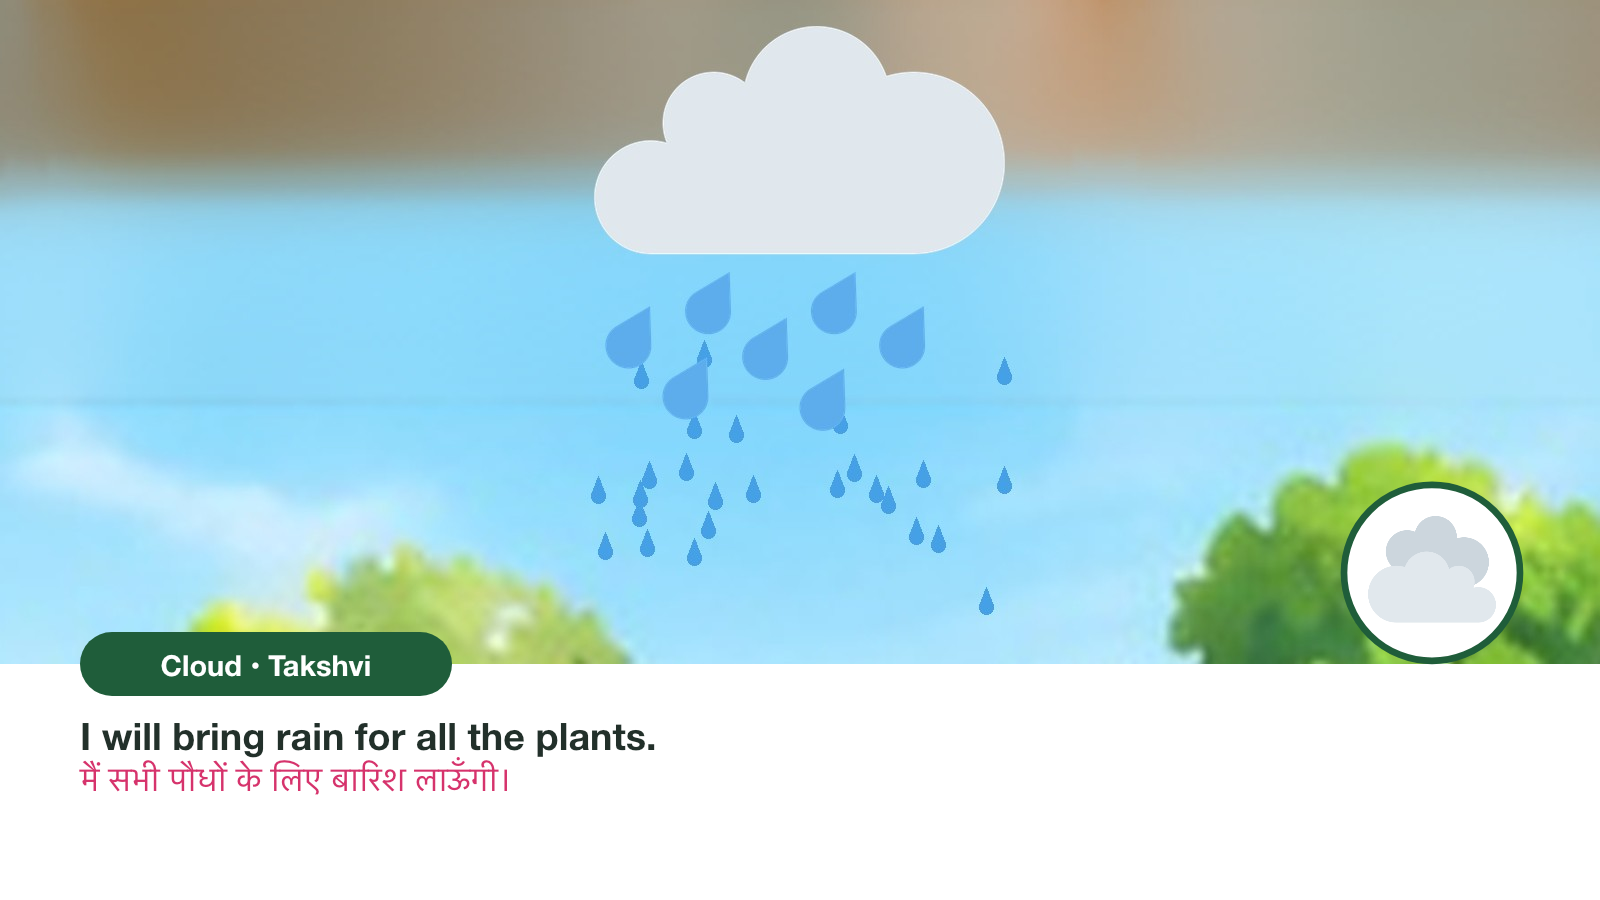 Cloud • Takshvi
I will bring rain for all the plants.
मैं सभी पौधों के लिए बारिश लाऊँगी।